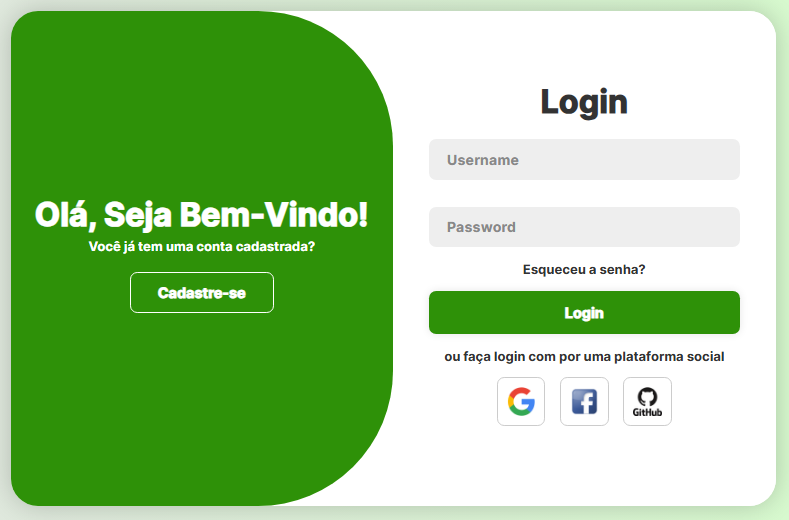 Olá, Seja Bem-Vindo!
Você já tem uma conta cadastrada?
Cadastre-se
Login
Username
Password
Esqueceu a senha?
Login
ou faça login com por uma plataforma social
GitHub